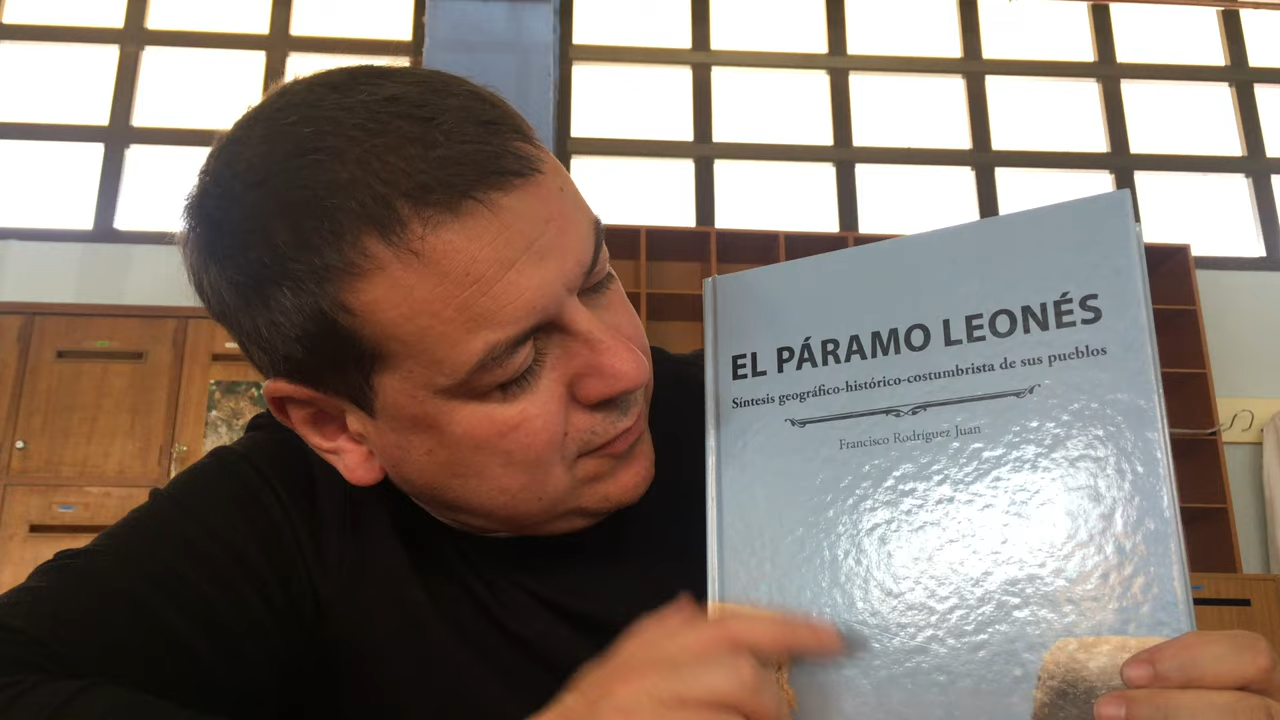 EL PÁRAMO LEONÉS
Síntesis geográfico-histórico-costumbrista de sus pueblos
Francisco Rodríguez Juan